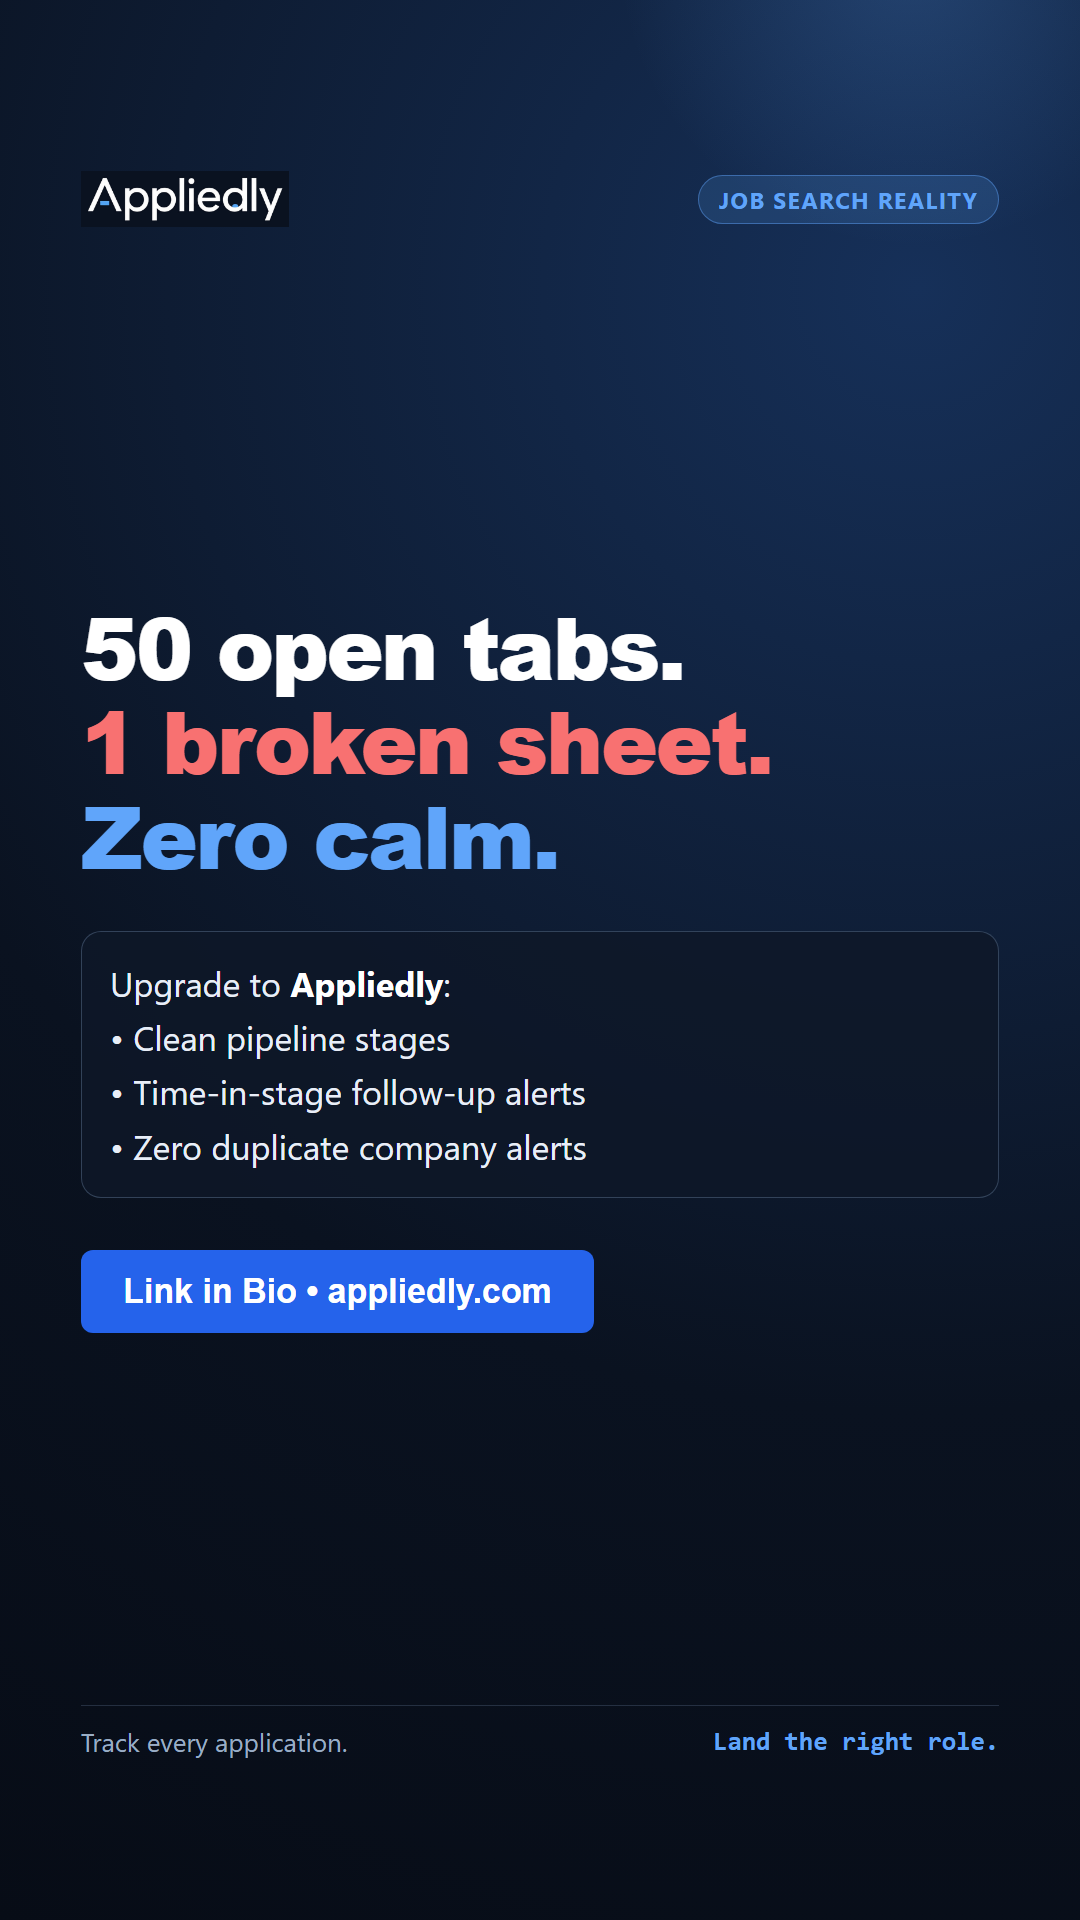 Appliedly
JOB SEARCH REALITY
50 open tabs.
1 broken sheet.
Zero calm.
Upgrade to Appliedly:
• Clean pipeline stages
• Time-in-stage follow-up alerts
• Zero duplicate company alerts
Link in Bio • appliedly.com
Track every application.
Land the right role.